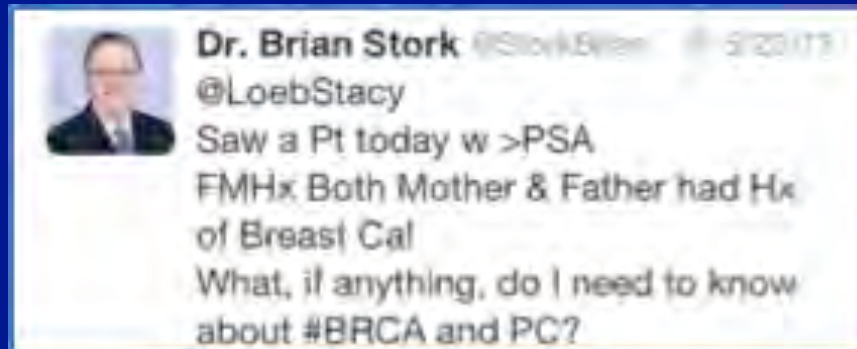 Dr. Brian Stork @StorkBrian
@LoebStacy
Saw a Pt today w >PSA
FMHx Both Mother & Father had Hx
of Breast Ca!
What, if anything, do I need to know
about #BRCA and PC?